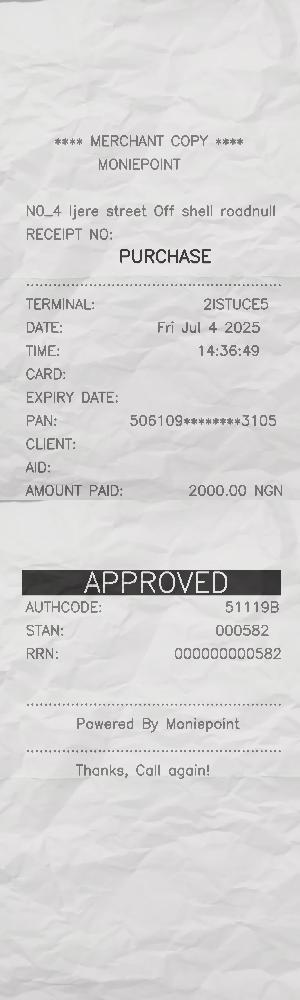 **** MERCHANT COPY ****
MONIEPOINT
NO_4 Ijere street Off shell roadnull
RECEIPT NO:
PURCHASE
TERMINAL: 2ISTUCE5
DATE: Fri Jul 4 2025
TIME: 14:36:49
CARD:
EXPIRY DATE:
PAN: 506109********3105
CLIENT:
AID:
AMOUNT PAID: 2000.00 NGN
APPROVED
AUTHCODE: 51119B
STAN: 000582
RRN: 000000000582
Powered By Moniepoint
Thanks, Call again!